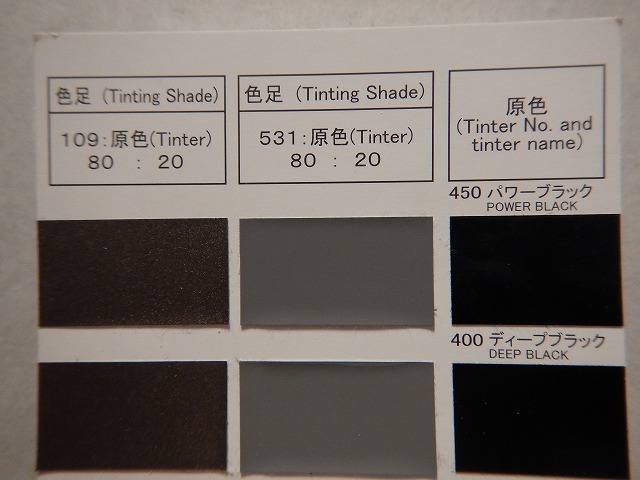 色足 (Tinting Shade)
109:原色(Tinter)
80 : 20
色足 (Tinting Shade)
531:原色(Tinter)
80 : 20
原色
(Tinter No. and
tinter name)
450 パワーブラック
POWER BLACK
400 ディープブラック
DEEP BLACK